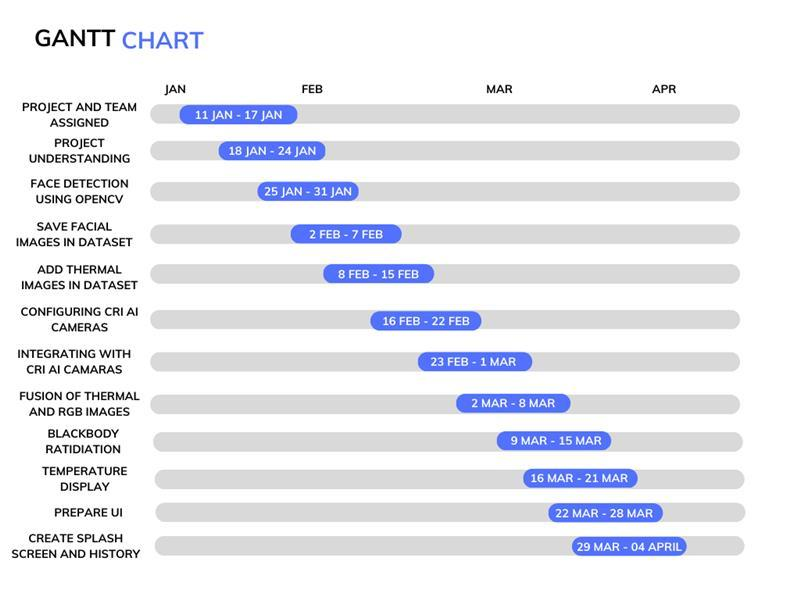 GANTT CHART
JAN FEB MAR APR
PROJECT AND TEAM
ASSIGNED
11 JAN - 17 JAN
PROJECT
UNDERSTANDING
18 JAN - 24 JAN
FACE DETECTION
USING OPENCV
25 JAN - 31 JAN
SAVE FACIAL
IMAGES IN DATASET
2 FEB - 7 FEB
ADD THERMAL
IMAGES IN DATASET
8 FEB - 15 FEB
CONFIGURING CRI AI
CAMERAS
16 FEB - 22 FEB
INTEGRATING WITH
CRI AI CAMARAS
23 FEB - 1 MAR
FUSION OF THERMAL
AND RGB IMAGES
2 MAR - 8 MAR
BLACKBODY
RATIDIATION
9 MAR - 15 MAR
TEMPERATURE
DISPLAY
16 MAR - 21 MAR
PREPARE UI
22 MAR - 28 MAR
CREATE SPLASH
SCREEN AND HISTORY
29 MAR - 04 APRIL